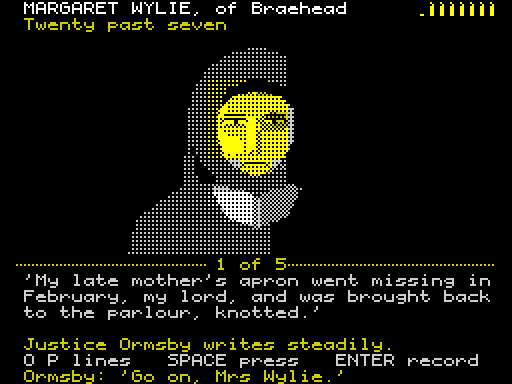 MARGARET WYLIE, of Braehead
Twenty past seven
1 of 5
'My late mother's apron went missing in
February, my lord, and was brought back
to the parlour, knotted.'
Justice Ormsby writes steadily.
O P lines   SPACE press   ENTER record
Ormsby: 'Go on, Mrs Wylie.'